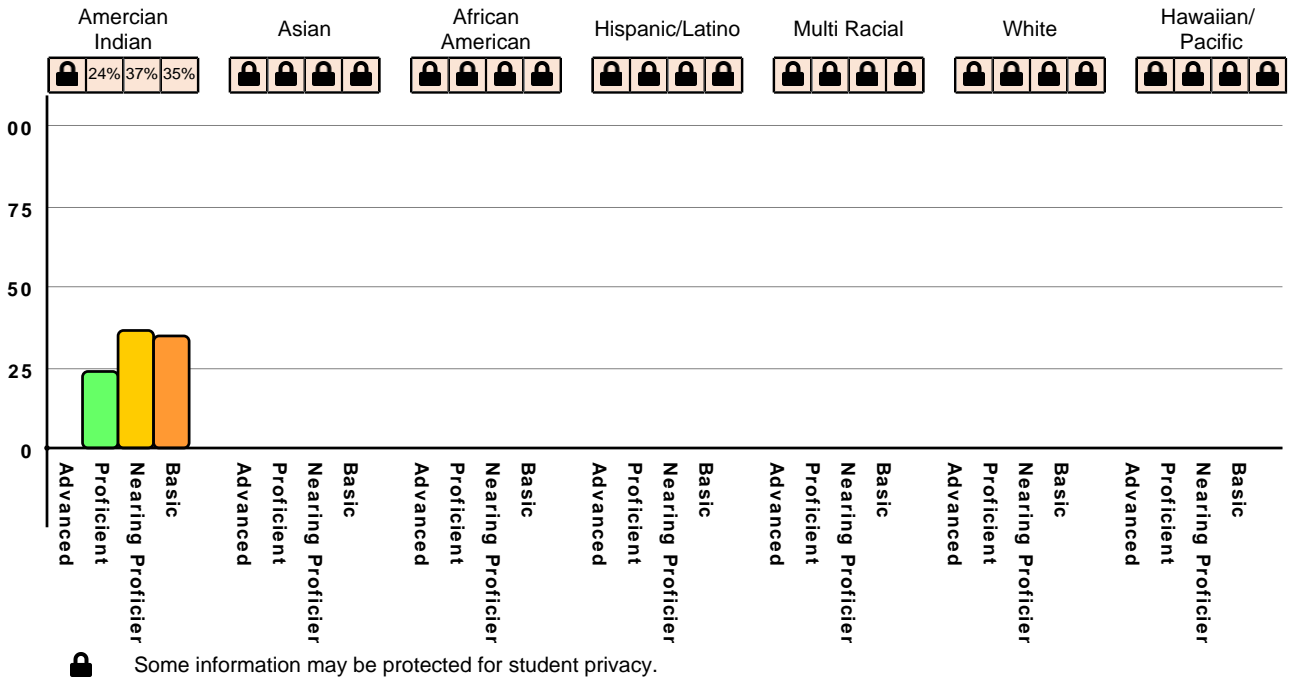 Amercian
Indian
Asian
African
American
Hispanic/Latino
Multi Racial
White
Hawaiian/
Pacific
24% 37% 35%
00
75
50
25
0
Advanced
Proficient
Nearing Proficier
Basic
Advanced
Proficient
Nearing Proficier
Basic
Advanced
Proficient
Nearing Proficier
Basic
Advanced
Proficient
Nearing Proficier
Basic
Advanced
Proficient
Nearing Proficier
Basic
Advanced
Proficient
Nearing Proficier
Basic
Advanced
Proficient
Nearing Proficier
Basic
Some information may be protected for student privacy.